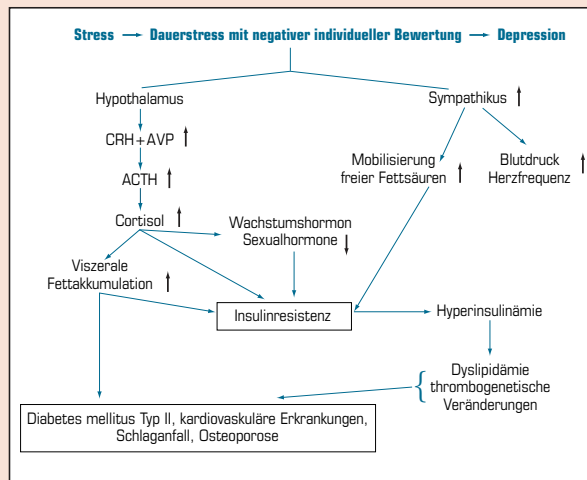 Stress → Dauerstress mit negativer individueller Bewertung → Depression
Hypothalamus
Sympathikus ↑
CRH+AVP ↑
Mobilisierung
freier Fettsäuren ↑
Blutdruck
Herzfrequenz ↑
ACTH ↑
Cortisol ↑
Wachstumshormon
Sexualhormone ↓
Viszerale
Fettakkumulation ↑
Insulinresistenz
Hyperinsulinämie
Dyslipidämie
thrombogenetische
Veränderungen
Diabetes mellitus Typ II, kardiovaskuläre Erkrankungen,
Schlaganfall, Osteoporose